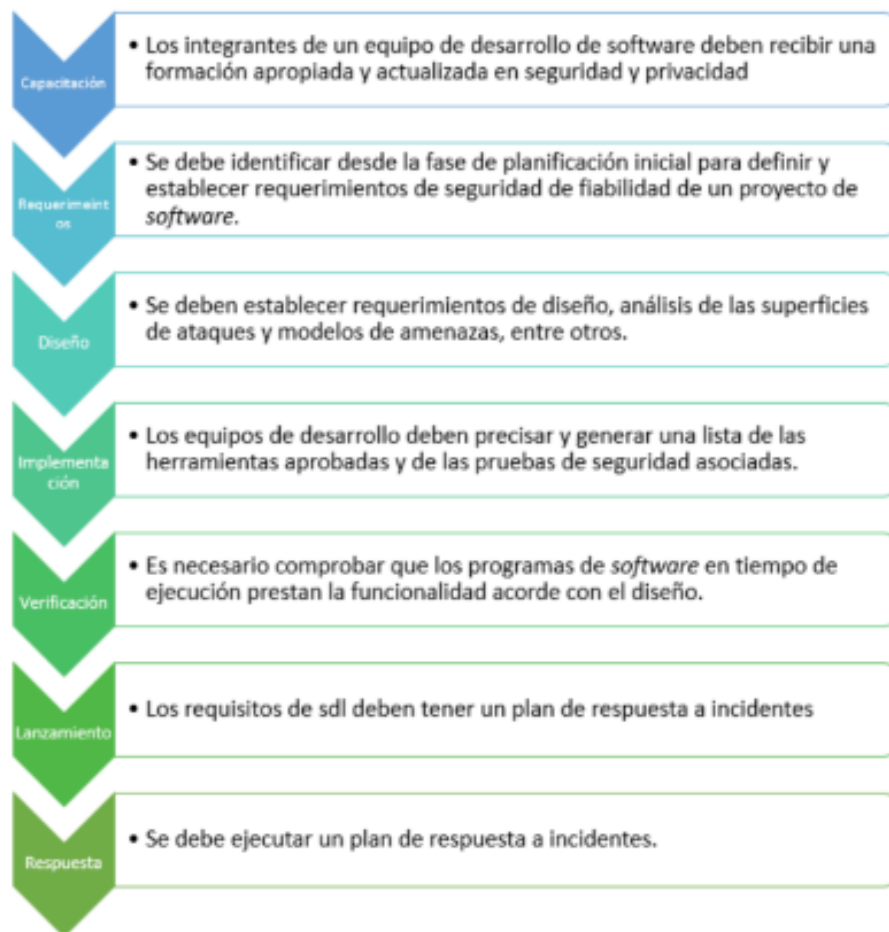 Capacitación
• Los integrantes de un equipo de desarrollo de software deben recibir una
formación apropiada y actualizada en seguridad y privacidad
Requerimeint
os
• Se debe identificar desde la fase de planificación inicial para definir y
establecer requerimientos de seguridad de fiabilidad de un proyecto de
software.
Diseño
• Se deben establecer requerimientos de diseño, análisis de las superficies
de ataques y modelos de amenazas, entre otros.
Implementa
ción
• Los equipos de desarrollo deben precisar y generar una lista de las
herramientas aprobadas y de las pruebas de seguridad asociadas.
Verificación
• Es necesario comprobar que los programas de software en tiempo de
ejecución prestan la funcionalidad acorde con el diseño.
Lanzamiento
• Los requisitos de sdl deben tener un plan de respuesta a incidentes
Respuesta
• Se debe ejecutar un plan de respuesta a incidentes.